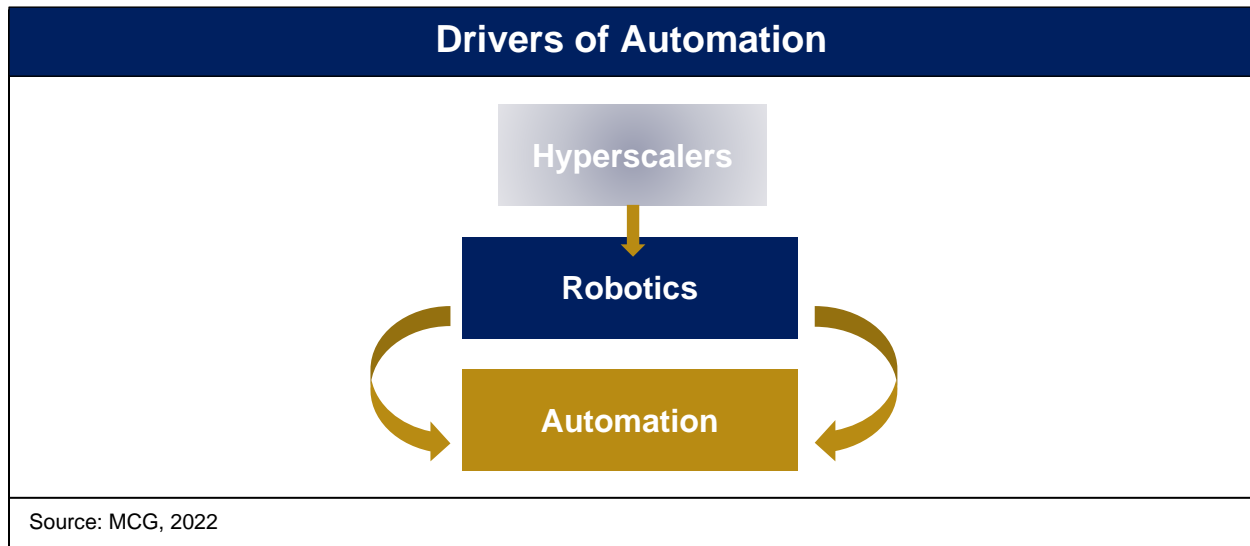 Drivers of Automation
Hyperscalers
Robotics
Automation
Source: MCG, 2022